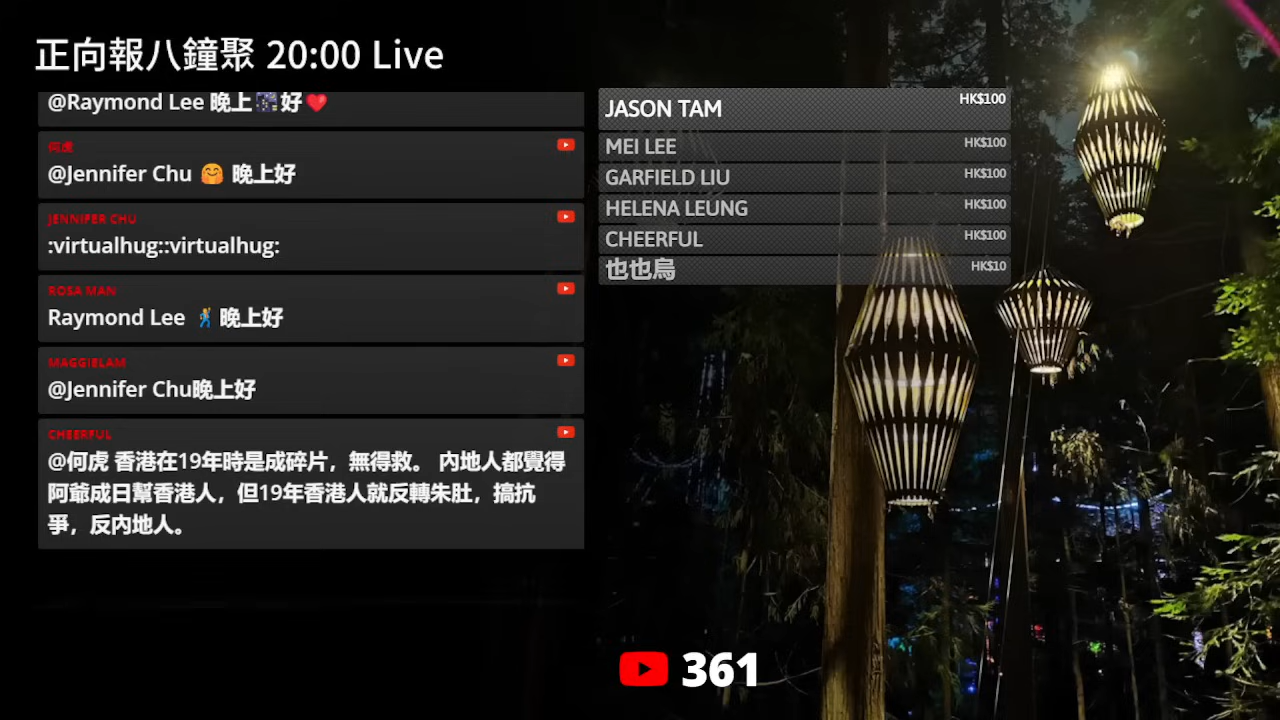 正向報八鐘聚 20:00 Live
@Raymond Lee 晚上🌃好❤️
何虎
@Jennifer Chu 🤗 晚上好
JENNIFER CHU
:virtualhug::virtualhug:
ROSA MAN
Raymond Lee 🕺晚上好
MAGGIELAM
@Jennifer Chu晚上好
CHEERFUL
@何虎 香港在19年時是成碎片，無得救。 內地人都覺得
阿爺成日幫香港人，但19年香港人就反轉朱肚，搞抗
爭，反內地人。
JASON TAM HK$100
MEI LEE HK$100
GARFIELD LIU HK$100
HELENA LEUNG HK$100
CHEERFUL HK$100
也也烏 HK$10
361